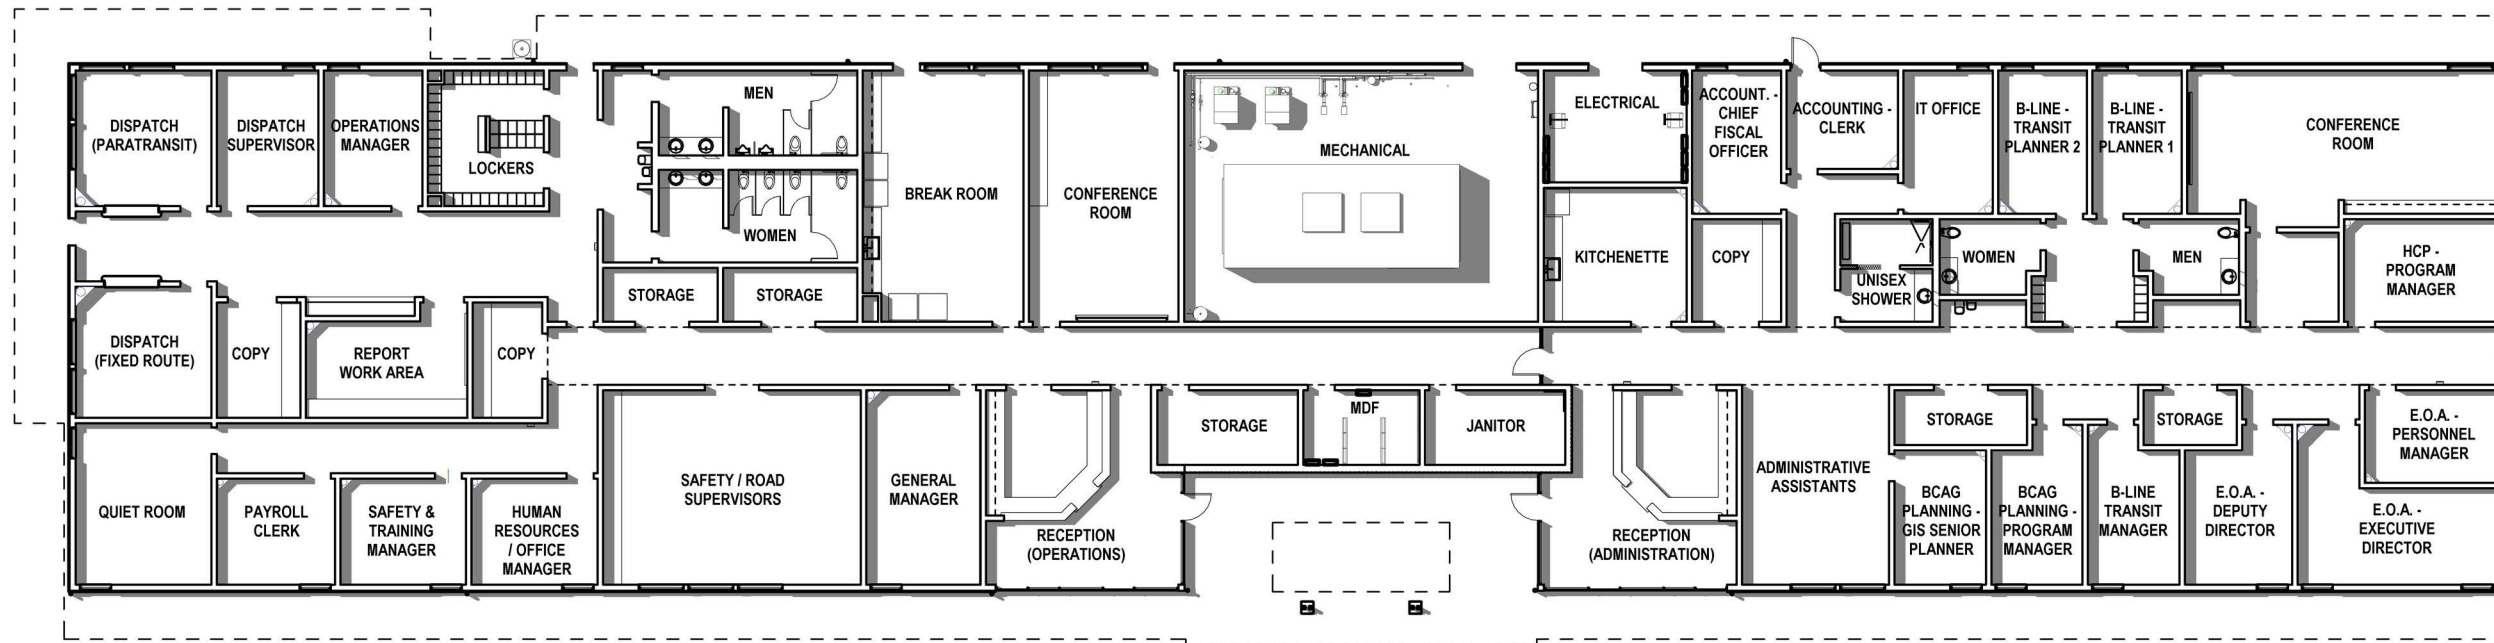 DISPATCH
(PARATRANSIT)
DISPATCH
SUPERVISOR
OPERATIONS
MANAGER
LOCKERS
MEN
WOMEN
STORAGE
STORAGE
BREAK ROOM
CONFERENCE
ROOM
MECHANICAL
ELECTRICAL
KITCHENETTE
ACCOUNT. -
CHIEF
FISCAL
OFFICER
COPY
ACCOUNTING -
CLERK
IT OFFICE
B-LINE -
TRANSIT
PLANNER 2
B-LINE -
TRANSIT
PLANNER 1
CONFERENCE
ROOM
UNISEX
SHOWER
WOMEN
MEN
HCP -
PROGRAM
MANAGER
DISPATCH
(FIXED ROUTE)
COPY
REPORT
WORK AREA
COPY
QUIET ROOM
PAYROLL
CLERK
SAFETY &
TRAINING
MANAGER
HUMAN
RESOURCES
/ OFFICE
MANAGER
SAFETY / ROAD
SUPERVISORS
GENERAL
MANAGER
RECEPTION
(OPERATIONS)
STORAGE
MDF
JANITOR
RECEPTION
(ADMINISTRATION)
ADMINISTRATIVE
ASSISTANTS
STORAGE
BCAG
PLANNING -
GIS SENIOR
PLANNER
BCAG
PLANNING -
PROGRAM
MANAGER
B-LINE
TRANSIT
MANAGER
STORAGE
E.O.A. -
DEPUTY
DIRECTOR
E.O.A. -
PERSONNEL
MANAGER
E.O.A. -
EXECUTIVE
DIRECTOR